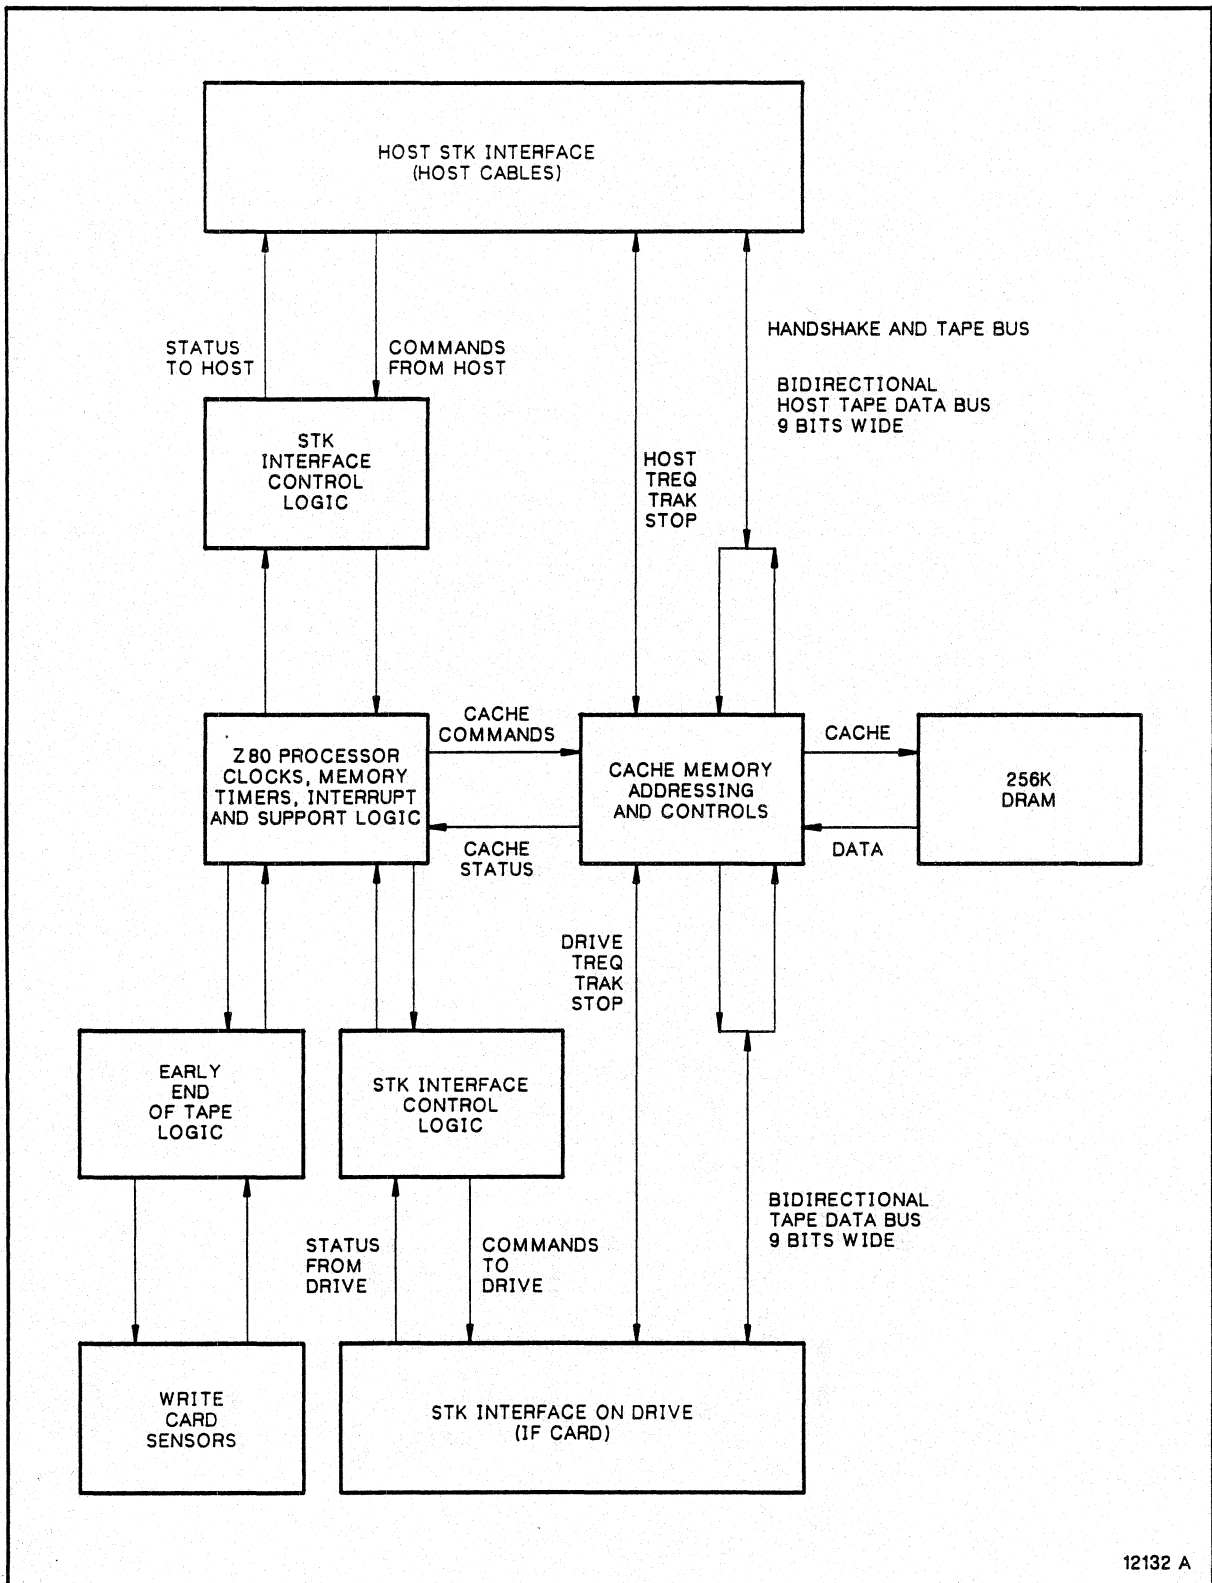 HOST STK INTERFACE
(HOST CABLES)
STATUS
TO HOST
COMMANDS
FROM HOST
HANDSHAKE AND TAPE BUS
BIDIRECTIONAL
HOST TAPE DATA BUS
9 BITS WIDE
STK
INTERFACE
CONTROL
LOGIC
HOST
TREQ
TRAK
STOP
Z80 PROCESSOR
CLOCKS, MEMORY
TIMERS, INTERRUPT
AND SUPPORT LOGIC
CACHE
COMMANDS
CACHE
STATUS
CACHE MEMORY
ADDRESSING
AND CONTROLS
CACHE
DATA
256K
DRAM
DRIVE
TREQ
TRAK
STOP
EARLY
END
OF TAPE
LOGIC
STK INTERFACE
CONTROL
LOGIC
BIDIRECTIONAL
TAPE DATA BUS
9 BITS WIDE
STATUS
FROM
DRIVE
COMMANDS
TO
DRIVE
WRITE
CARD
SENSORS
STK INTERFACE ON DRIVE
(IF CARD)
12132 A